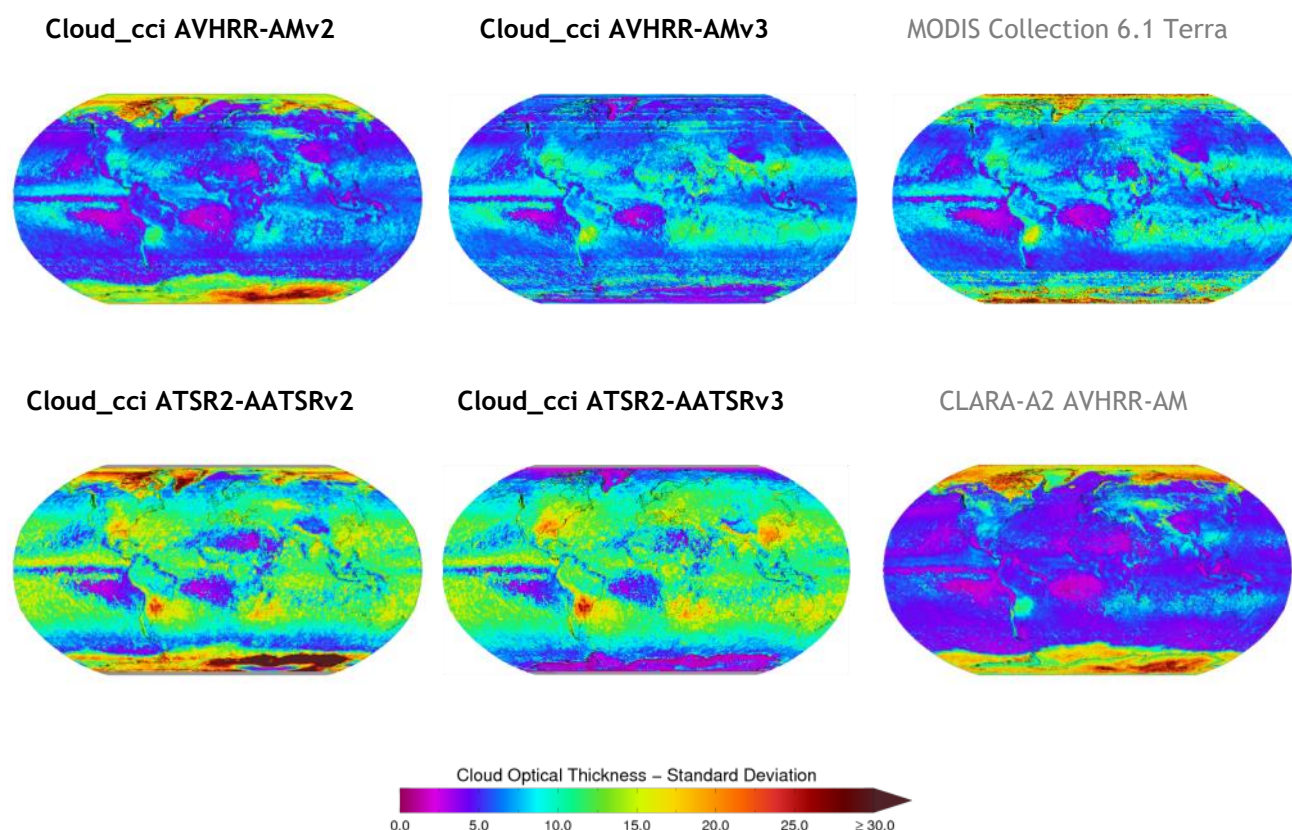 Cloud_cci AVHRR-AMv2
Cloud_cci AVHRR-AMv3
MODIS Collection 6.1 Terra
Cloud_cci ATSR2-AATSRv2
Cloud_cci ATSR2-AATSRv3
CLARA-A2 AVHRR-AM
Cloud Optical Thickness – Standard Deviation
0.0 5.0 10.0 15.0 20.0 25.0 ≥ 30.0